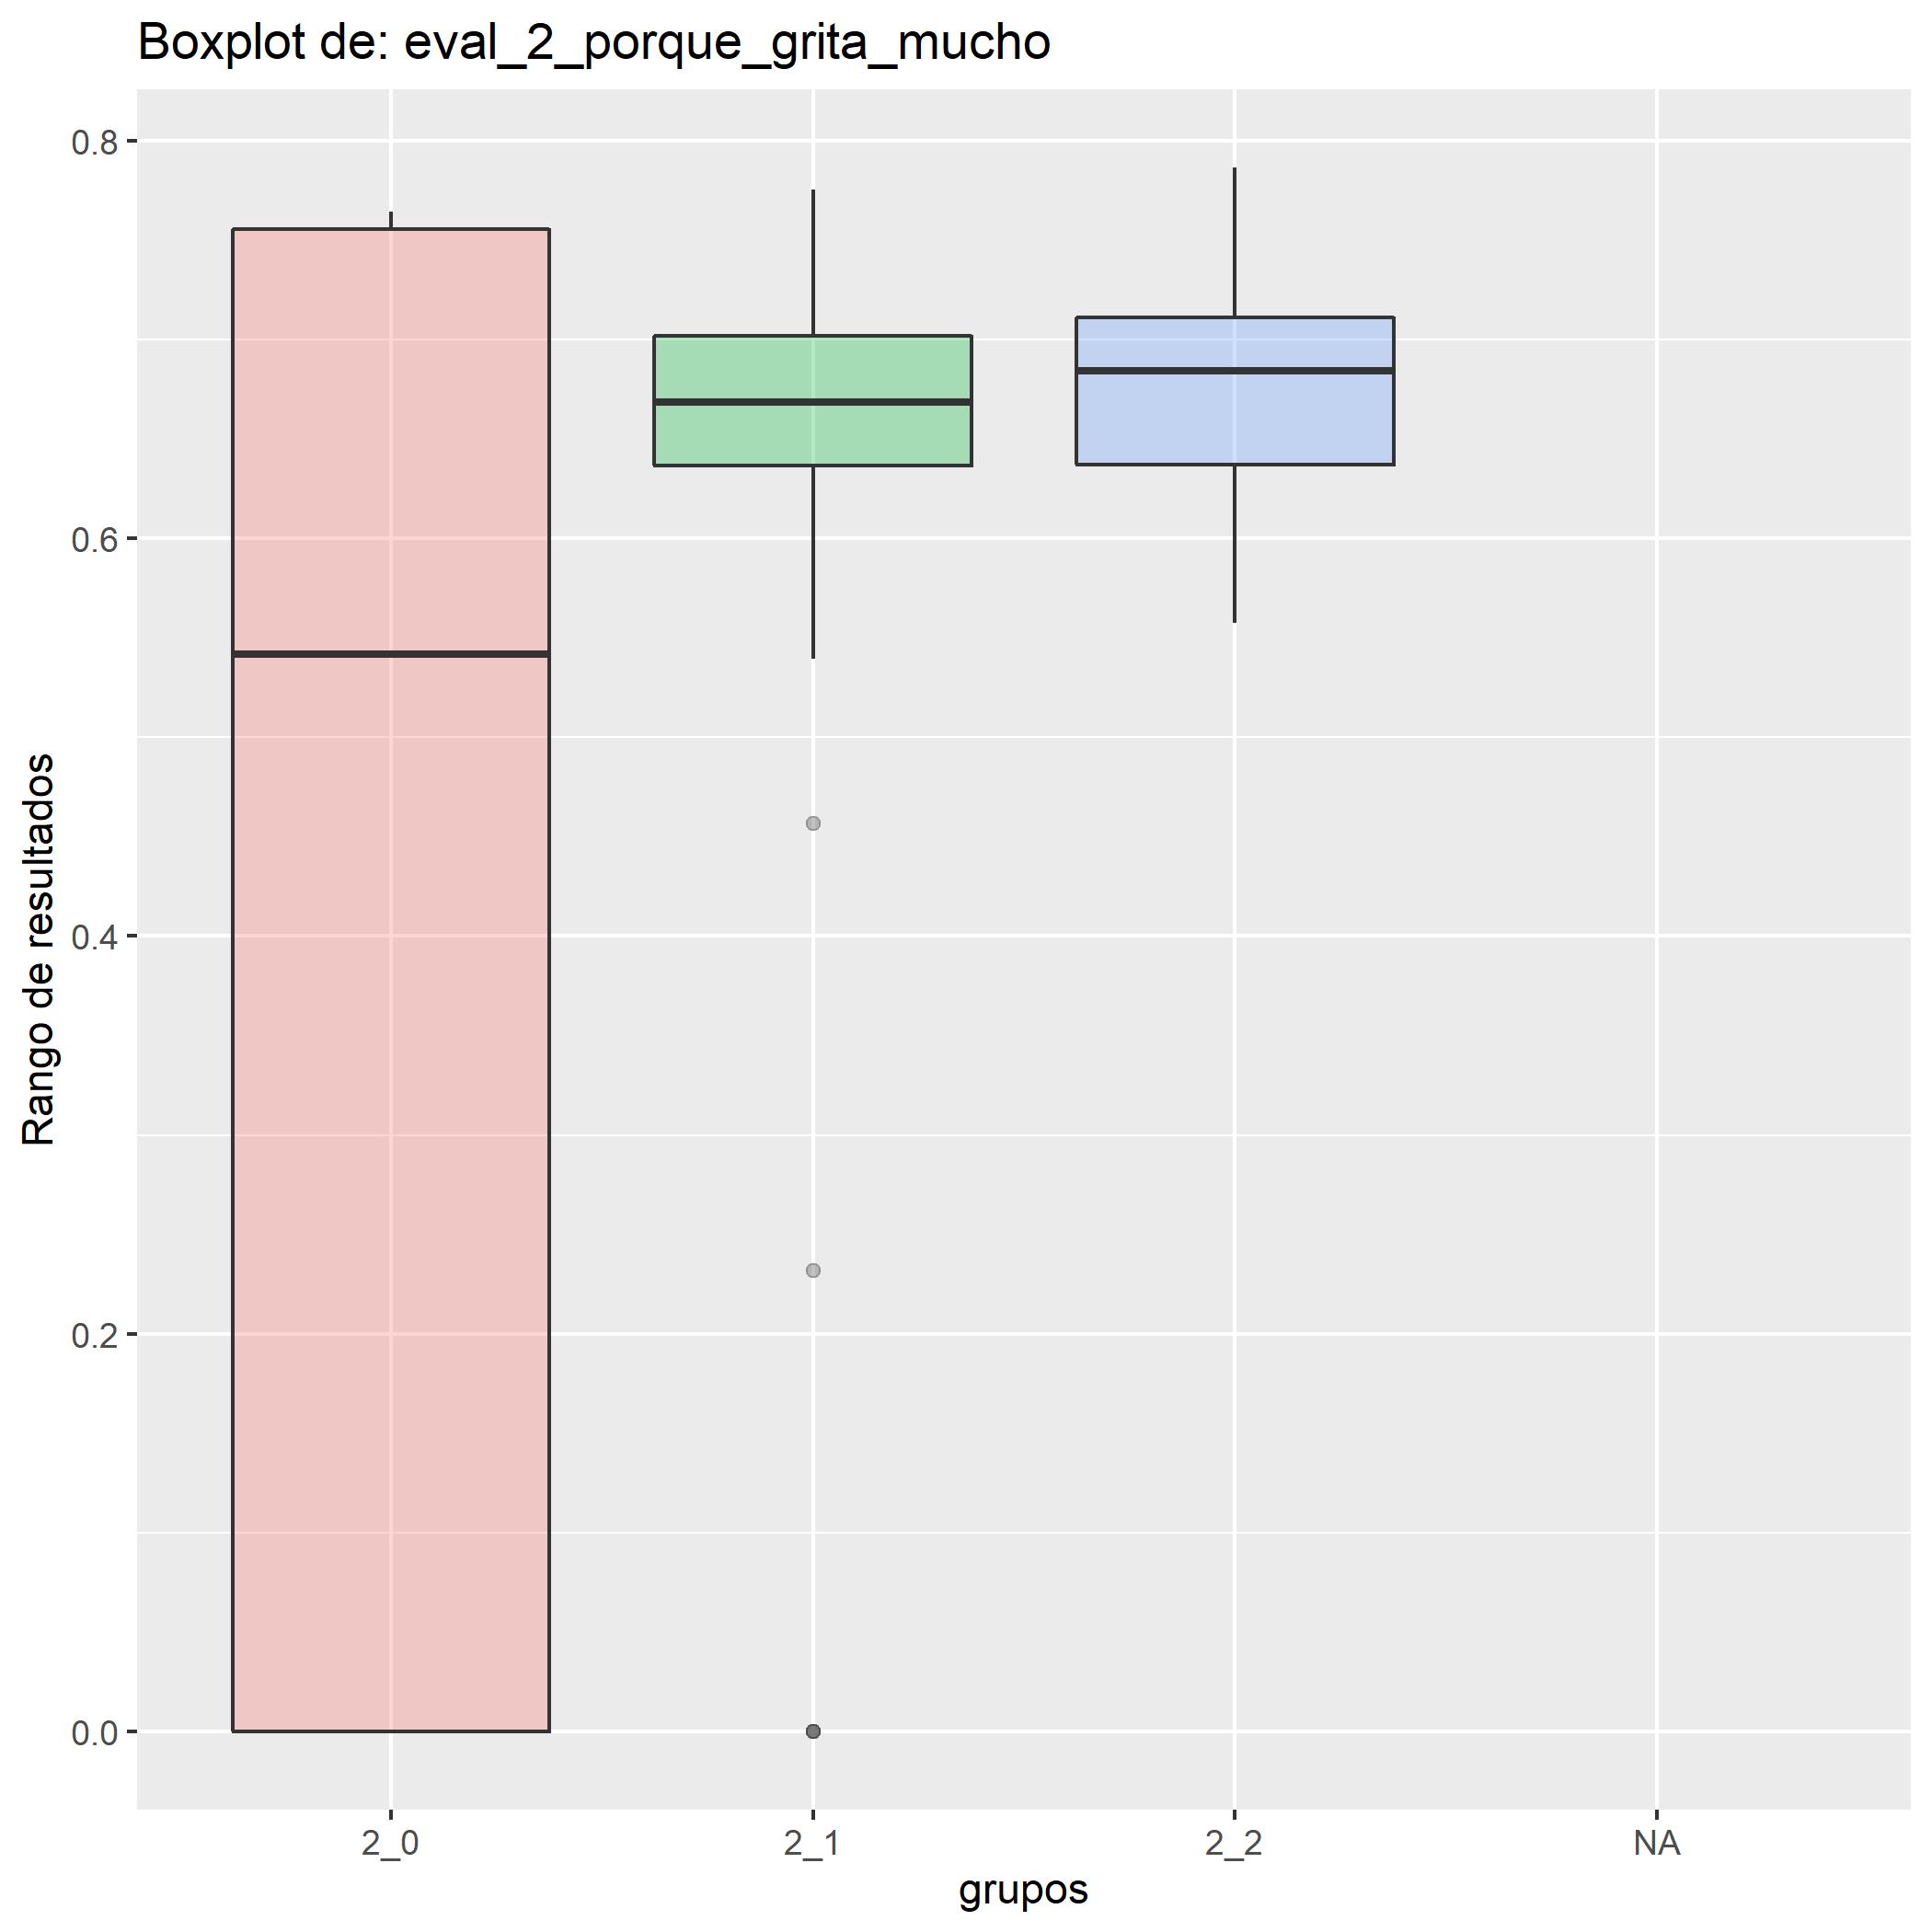 Boxplot de: eval_2_porque_grita_mucho
Rango de resultados
0.8
0.6
0.4
0.2
0.0
2_0
2_1
2_2
NA
grupos